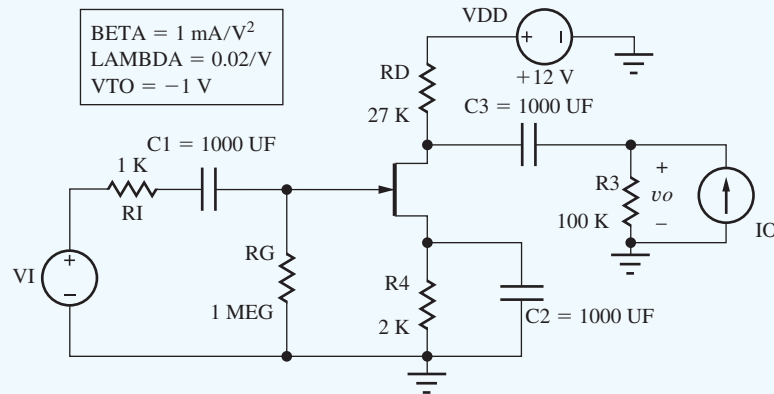 BETA = 1 mA/V²
LAMBDA = 0.02/V
VTO = −1 V
VDD
+
−
+12 V
RD
27 K
C3 = 1000 UF
C1 = 1000 UF
1 K
RI
R3
100 K
+
vo
−
IO
VI
+
−
RG
1 MEG
R4
2 K
C2 = 1000 UF